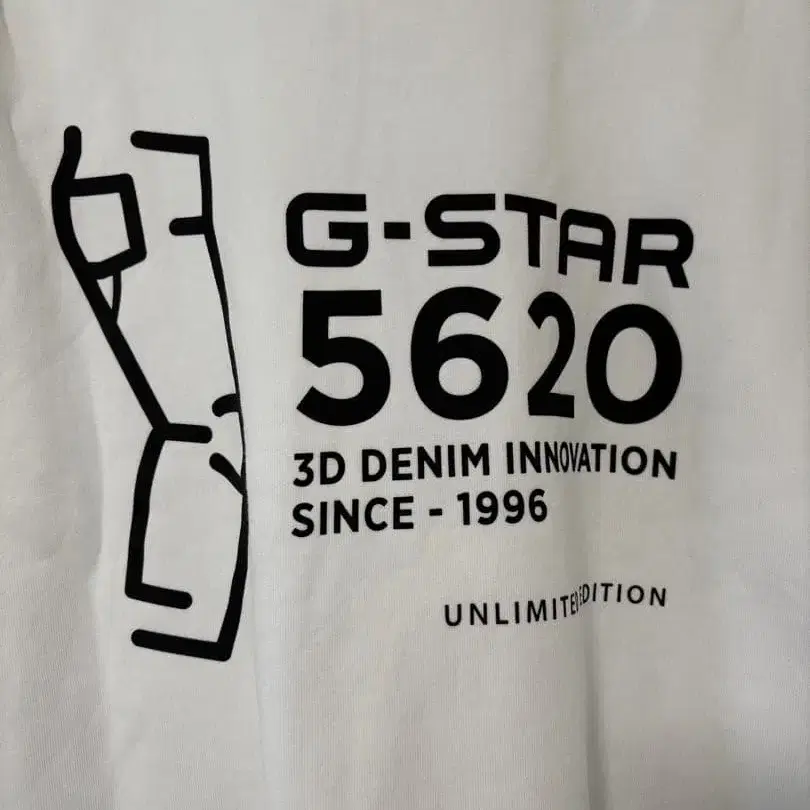 G-STAR
5620
3D DENIM INNOVATION
SINCE - 1996
UNLIMITED EDITION